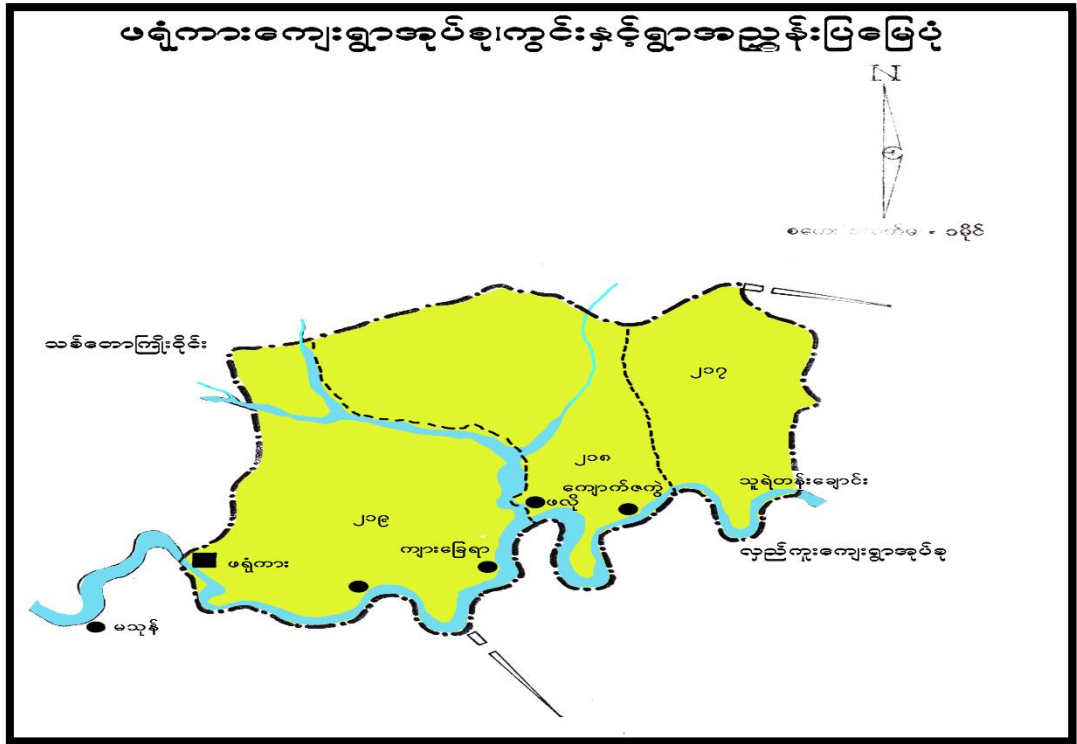 ဖရုံကားကျေးရွာအုပ်စု၊ကွင်းနှင့်ရွာအညွှန်းပြမြေပုံ
N
= ၁မိုင်
သစ်တောကြိုးဝိုင်း
၂၁၇
၂၁၈
သူရဲတန်းချောင်း
ကျောက်ဇကွဲ
ဖလို
၂၁၉
ကျားခြေရာ
လှည်ကူးကျေးရွာအုပ်စု
ဖရုံကား
မသုန်